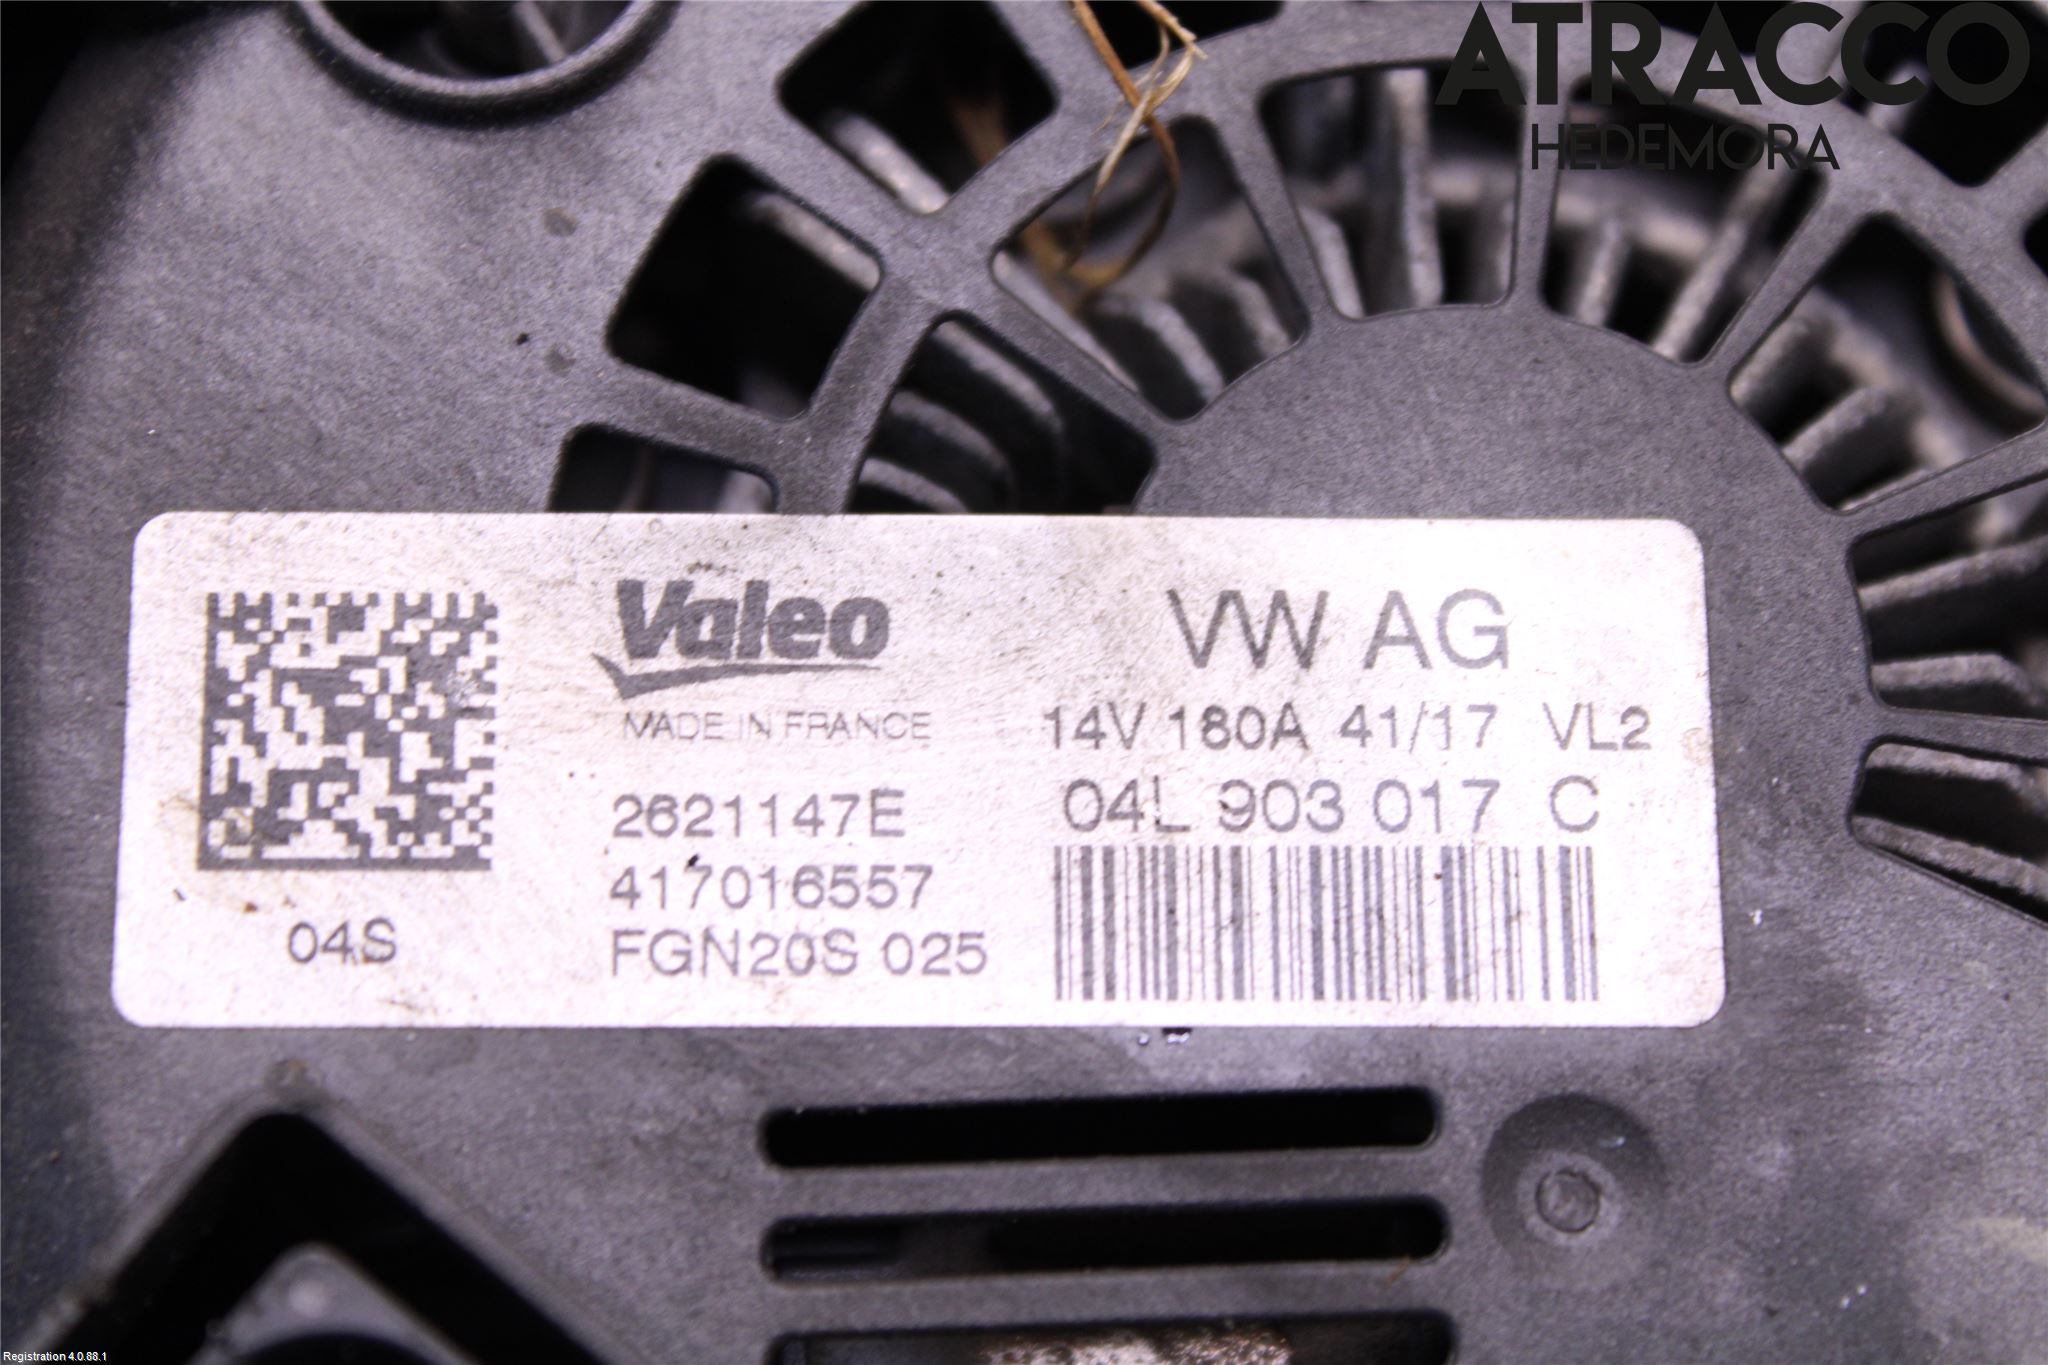 ATRACCO
HEDEMORA
Valeo
MADE IN FRANCE
2621147E
417016557
FGN20S 025
04S
VW AG
14V 180A 41/17 VL2
04L 903 017 C
Registration 4.0.88.1